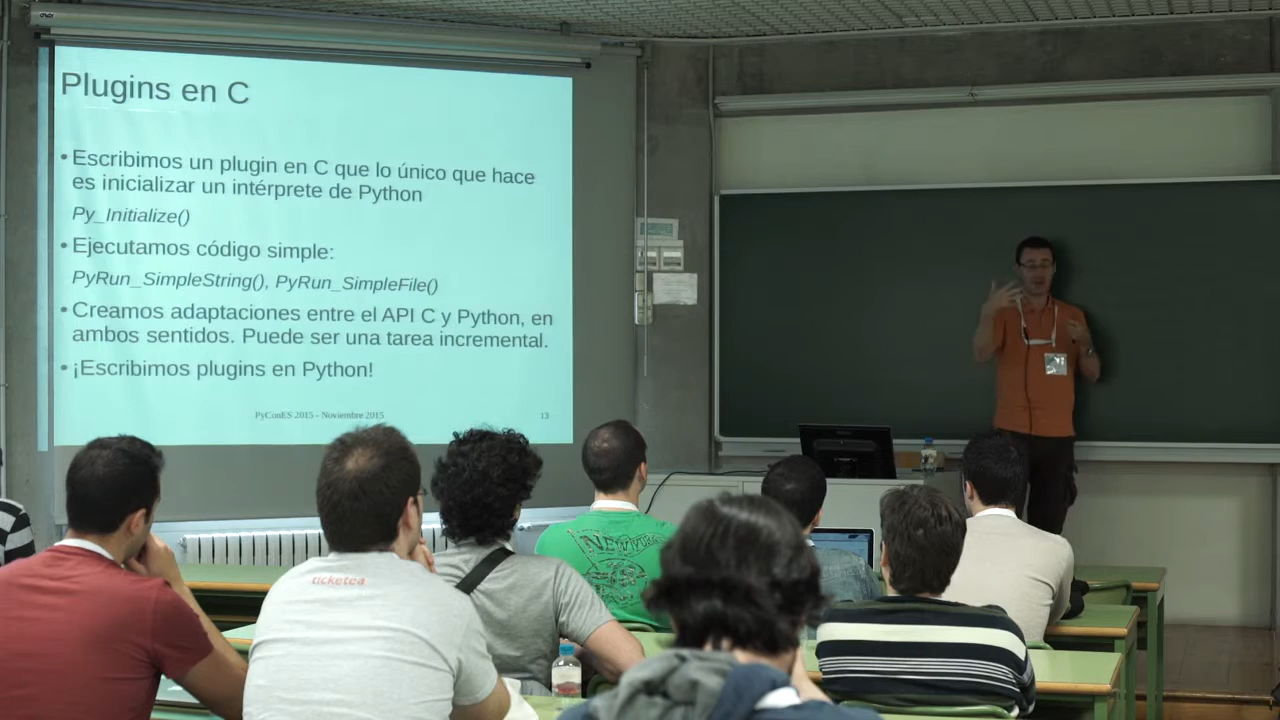 Plugins en C
• Escribimos un plugin en C que lo único que hace
es inicializar un intérprete de Python
Py_Initialize()
• Ejecutamos código simple:
PyRun_SimpleString(), PyRun_SimpleFile()
• Creamos adaptaciones entre el API C y Python, en
ambos sentidos. Puede ser una tarea incremental.
• ¡Escribimos plugins en Python!
PyConES 2015 - Noviembre 2015
13
ticketea
NEW YORK